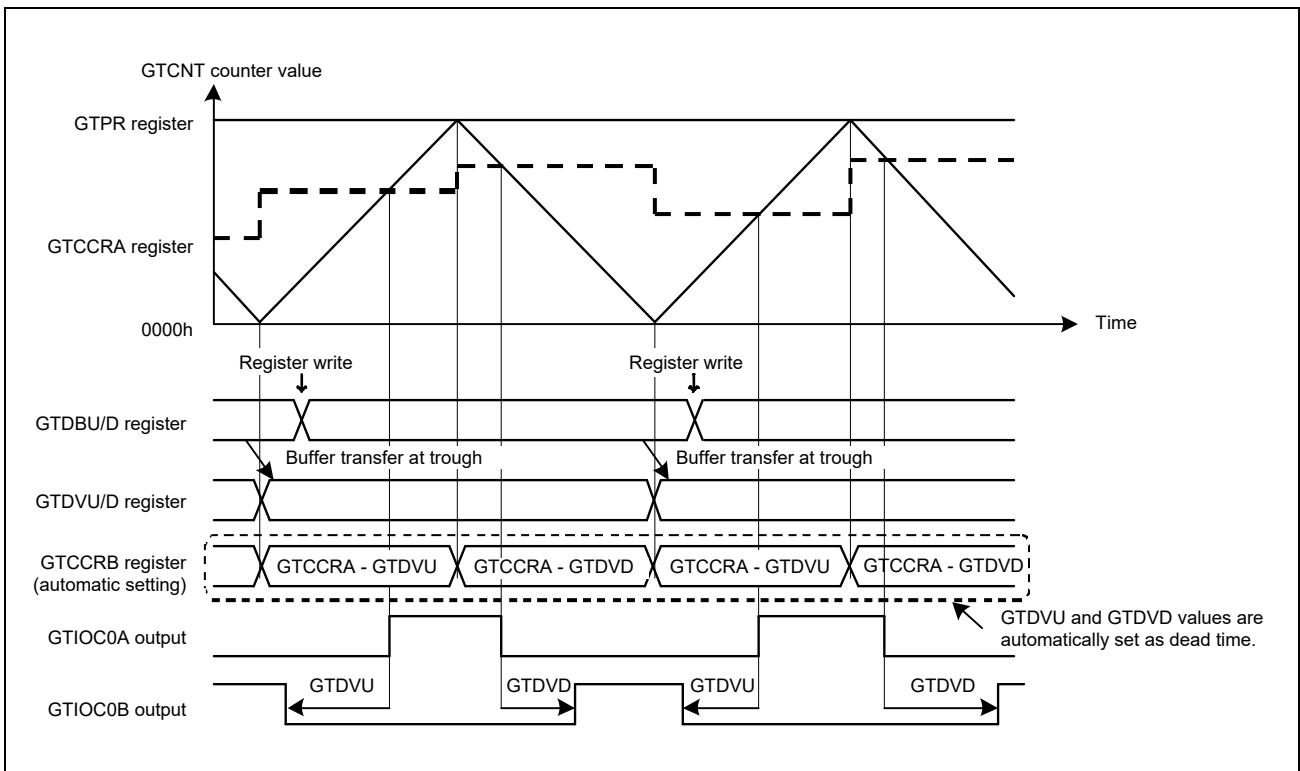 GTCNT counter value
GTPR register
GTCCRA register
0000h
Time
Register write
Register write
GTDBU/D register
Buffer transfer at trough
Buffer transfer at trough
GTDVU/D register
GTCCRB register
(automatic setting)
GTCCRA - GTDVU
GTCCRA - GTDVD
GTCCRA - GTDVU
GTCCRA - GTDVD
GTDVU and GTDVD values are
automatically set as dead time.
GTIOC0A output
GTDVU
GTDVD
GTDVU
GTDVD
GTIOC0B output